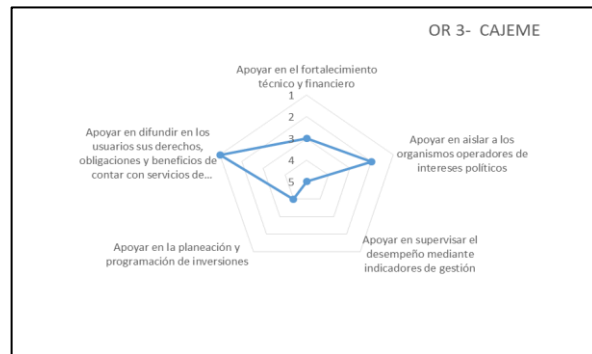 OR 3- CAJEME
Apoyar en el fortalecimiento
técnico y financiero
1
2
3
4
5
Apoyar en difundir en los
usuarios sus derechos,
obligaciones y beneficios de
contar con servicios de...
Apoyar en aislar a los
organismos operadores de
intereses políticos
Apoyar en la planeación y
programación de inversiones
Apoyar en supervisar el
desempeño mediante
indicadores de gestión